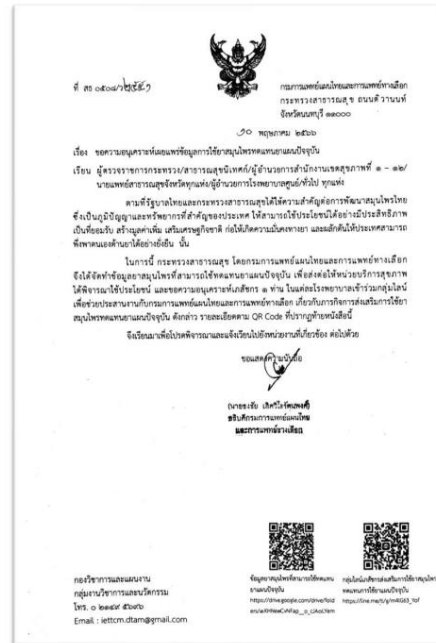 ที่ สธ ๐๕๐๘/ว
กรมการแพทย์แผนไทยและการแพทย์ทางเลือก
กระทรวงสาธารณสุข ถนนติวานนท์
จังหวัดนนทบุรี ๑๑๐๐๐
พฤษภาคม ๒๕๖๖
เรื่อง ขอความอนุเคราะห์เผยแพร่ข้อมูลการใช้ยาสมุนไพรทดแทนยาแผนปัจจุบัน
เรียน ผู้ตรวจราชการกระทรวง/สาธารณสุขนิเทศก์/ผู้อำนวยการสำนักงานเขตสุขภาพที่ ๑ - ๑๒/
นายแพทย์สาธารณสุขจังหวัดทุกแห่ง/ผู้อำนวยการโรงพยาบาลศูนย์/ทั่วไป ทุกแห่ง
ตามที่รัฐบาลไทยและกระทรวงสาธารณสุขได้ให้ความสำคัญต่อการพัฒนาสมุนไพรไทย
ซึ่งเป็นภูมิปัญญาและทรัพยากรที่สำคัญของประเทศ ให้สามารถใช้ประโยชน์ได้อย่างมีประสิทธิภาพ
เป็นที่ยอมรับ สร้างมูลค่าเพิ่ม เสริมเศรษฐกิจชาติ ก่อให้เกิดความมั่นคงทางยา และผลักดันให้ประเทศสามารถ
พึ่งพาตนเองด้านยาได้อย่างยั่งยืน นั้น
ในการนี้ กระทรวงสาธารณสุข โดยกรมการแพทย์แผนไทยและการแพทย์ทางเลือก
จึงได้จัดทำข้อมูลยาสมุนไพรที่สามารถใช้ทดแทนยาแผนปัจจุบัน เพื่อส่งต่อให้หน่วยบริการสุขภาพ
ได้พิจารณาใช้ประโยชน์ และขอความอนุเคราะห์เภสัชกร ๑ ท่าน ในแต่ละโรงพยาบาลเข้าร่วมกลุ่มไลน์
เพื่อช่วยประสานงานกับกรมการแพทย์แผนไทยและการแพทย์ทางเลือก เกี่ยวกับภารกิจการส่งเสริมการใช้ยา
สมุนไพรทดแทนยาแผนปัจจุบัน ดังกล่าว รายละเอียดตาม QR Code ที่ปรากฏท้ายหนังสือนี้
จึงเรียนมาเพื่อโปรดพิจารณาและแจ้งเวียนไปยังหน่วยงานที่เกี่ยวข้อง ต่อไปด้วย
ขอแสดงความนับถือ
(นายธงชัย เลิศวิไลรัตนพงศ์)
อธิบดีกรมการแพทย์แผนไทย
และการแพทย์ทางเลือก
กองวิชาการและแผนงาน
กลุ่มงานวิชาการและนวัตกรรม
โทร. ๐ ๒๑๔๙ ๕๖๙๖
Email : iettcm.dtam@gmail.com
ข้อมูลยาสมุนไพรที่สามารถใช้ทดแทน
ยาแผนปัจจุบัน
https://drive.google.com/drive/fold
กลุ่มไลน์เภสัชกรส่งเสริมการใช้ยาสมุนไพร
ทดแทนการใช้ยาแผนปัจจุบัน